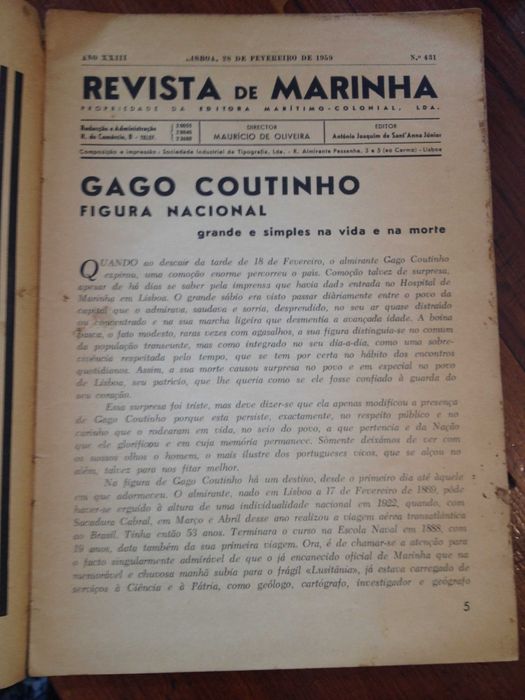 ANO XXIII LISBOA, 28 DE FEVEREIRO DE 1959 N.º 431
REVISTA DE MARINHA
PROPRIEDADE DA EDITORA MARÍTIMO-COLONIAL, LDA.
Redacção e Administração
R. do Comércio, 8 - TELEF.
DIRECTOR
MAURÍCIO DE OLIVEIRA
EDITOR
António Joaquim de Sant'Anna Júnior
Composição e impressão: Sociedade Industrial de Tipografia, Lda. - R. Almirante Pessanha, 3 e 5 (ao Carmo) - Lisboa
GAGO COUTINHO
FIGURA NACIONAL
grande e simples na vida e na morte
QUANDO ao descair da tarde de 18 de Fevereiro, o almirante Gago Coutinho
expirou, uma comoção enorme percorreu o país. Comoção talvez de surpresa,
apesar de há dias se saber pela imprensa que havia dado entrada no Hospital de
Marinha em Lisboa. O grande sábio era visto passar diàriamente entre o povo da
capital que o admirava, saudava e sorria, desprendido, no seu ar quase distraído
ou concentrado e na sua marcha ligeira que desmentia a avançada idade. A boina
basca, o fato modesto, raras vezes com agasalhos, a sua figura distinguia-se no comum
da população transeunte, mas como integrado no seu dia-a-dia, como uma sobre-
vivência respeitada pelo tempo, que se tem por certa no hábito dos encontros
quotidianos. Assim, a sua morte causou surpresa no povo e em especial no povo
de Lisboa, seu patrício, que lhe queria como se ele fosse confiado à guarda do
seu coração.
Essa surpresa foi triste, mas deve dizer-se que ela apenas modificou a presença
de Gago Coutinho porque esta persiste, exactamente, no respeito público e no
carinho que o rodearam em vida, no seio do povo, a que pertencia e da Nação
que ele glorificou e em cuja memória permanece. Sòmente deixámos de ver com
os nossos olhos o homem, o mais ilustre dos portugueses vivos, que se alçou no
além, talvez para nos fitar melhor.
Na figura de Gago Coutinho há um destino, desde o primeiro dia até àquele
em que adormeceu. O almirante, nado em Lisboa a 17 de Fevereiro de 1869, pôde
haver-se erguido à altura de uma individualidade nacional em 1922, quando, com
Sacadura Cabral, em Março e Abril desse ano realizou a viagem aérea transatlântica
ao Brasil. Tinha então 53 anos. Terminara o curso na Escola Naval em 1888, com
19 anos, data também da sua primeira viagem. Ora, é de chamar-se a atenção para
o facto singularmente admirável de que o já encanecido oficial de Marinha que na
memorável e chuvosa manhã subia para o frágil «Lusitânia», já estava carregado de
serviços à Ciência e à Pátria, como geólogo, cartógrafo, investigador e geógrafo
5